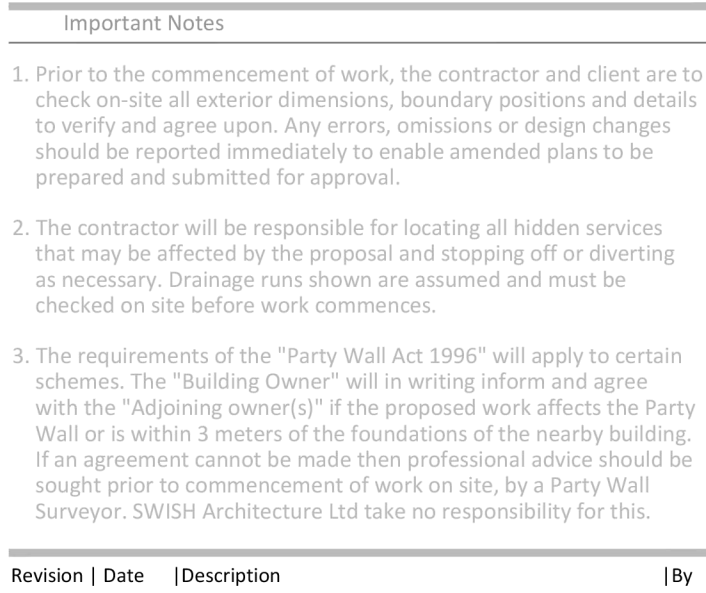 Important Notes
1. Prior to the commencement of work, the contractor and client are to
check on-site all exterior dimensions, boundary positions and details
to verify and agree upon. Any errors, omissions or design changes
should be reported immediately to enable amended plans to be
prepared and submitted for approval.
2. The contractor will be responsible for locating all hidden services
that may be affected by the proposal and stopping off or diverting
as necessary. Drainage runs shown are assumed and must be
checked on site before work commences.
3. The requirements of the "Party Wall Act 1996" will apply to certain
schemes. The "Building Owner" will in writing inform and agree
with the "Adjoining owner(s)" if the proposed work affects the Party
Wall or is within 3 meters of the foundations of the nearby building.
If an agreement cannot be made then professional advice should be
sought prior to commencement of work on site, by a Party Wall
Surveyor. SWISH Architecture Ltd take no responsibility for this.
Revision | Date |Description |By